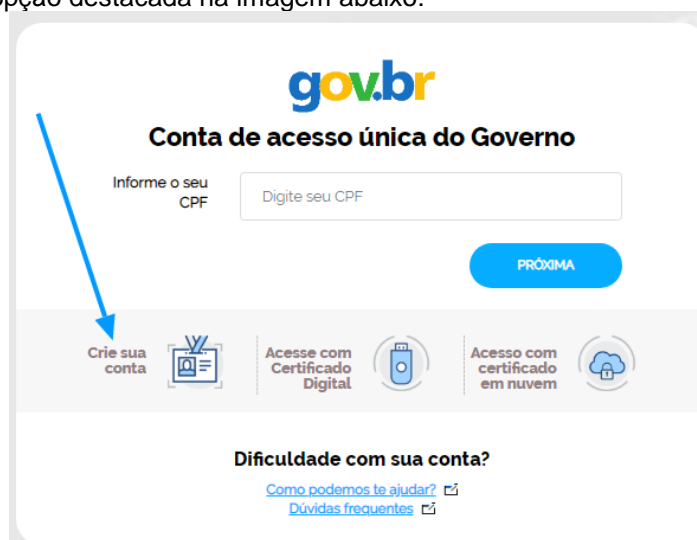 opção destacada na imagem abaixo.
gov.br
Conta de acesso única do Governo
Informe o seu
CPF
Digite seu CPF
PRÓXIMA
Crie sua
conta
Acesse com
Certificado
Digital
Acesso com
certificado
em nuvem
Dificuldade com sua conta?
Como podemos te ajudar?
Dúvidas frequentes